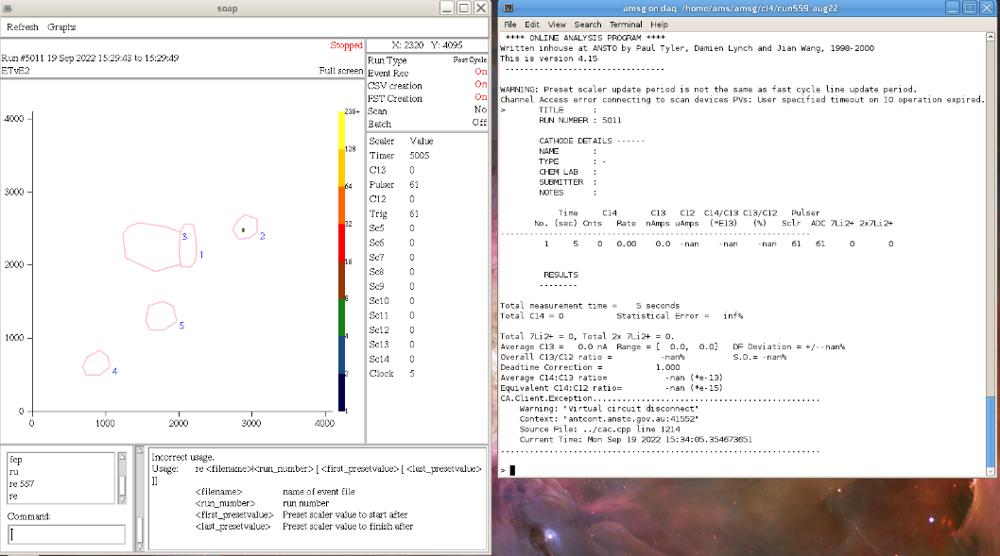 soap
Refresh Graphs
Stopped
Run #5011 19 Sep 2022 15:29:43 to 15:29:49
ETvE2 Full screen
X: 2320 Y: 4095
Run Type Fast Cycle
Event Rec On
CSV creation On
FST Creation On
Scan No
Batch Off
Scaler Value
Timer 5005
C13 0
Pulser 61
C12 0
Trig 61
Sc5 0
Sc6 0
Sc7 0
Sc8 0
Sc9 0
Sc10 0
Sc11 0
Sc12 0
Sc13 0
Sc14 0
Clock 5
4000
3000
2000
1000
0
0 1000 2000 3000 4000
3
1
2
5
4
256+
128
64
32
16
8
4
2
1
fcp
ru
re 557
re
Command:
Incorrect usage.
Usage: re <filename>|<run_number> [ <first_presetvalue> [ <last_presetvalue>
]]
<filename> name of event file
<run_number> run number
<first_presetvalue> Preset scaler value to start after
<last_presetvalue> Preset scaler value to finish after
amsg on daq: /home/ams/amsg/cl4/run559_aug22
File Edit View Search Terminal Help
**** ONLINE ANALYSIS PROGRAM ****
Written inhouse at ANSTO by Paul Tyler, Damien Lynch and Jian Wang, 1998-2000
This is version 4.15
-------------------------------
WARNING: Preset scaler update period is not the same as fast cycle line update period.
Channel Access error connecting to scan devices PVs: User specified timeout on IO operation expired.
> TITLE :
RUN NUMBER : 5011
CATHODE DETAILS ------
NAME :
TYPE : -
CHEM LAB :
SUBMITTER :
NOTES :
Time C14 C13 C12 C14/C13 C13/C12 Pulser
No. (sec) Cnts Rate nAmps uAmps (*E13) (%) Sclr ADC 7Li2+ 2x7Li2+
-------------------------------------------------------------
1 5 0 0.00 0.0 -nan -nan -nan 61 61 0 0
RESULTS
--------
Total measurement time = 5 seconds
Total C14 = 0 Statistical Error = inf%
Total 7Li2+ = 0, Total 2x 7Li2+ = 0.
Average C13 = 0.0 nA Range = [ 0.0, 0.0] DF Deviation = +/--nan%
Overall C13/C12 ratio = -nan% S.D.= -nan%
Deadtime Correction = 1.000
Average C14:C13 ratio= -nan (*e-13)
Equivalent C14:C12 ratio= -nan (*e-15)
CA.Client.Exception...............................................
Warning: "Virtual circuit disconnect"
Context: "antcont.ansto.gov.au:41552"
Source File: ../cac.cpp line 1214
Current Time: Mon Sep 19 2022 15:34:05.354673651
..................................................................
>